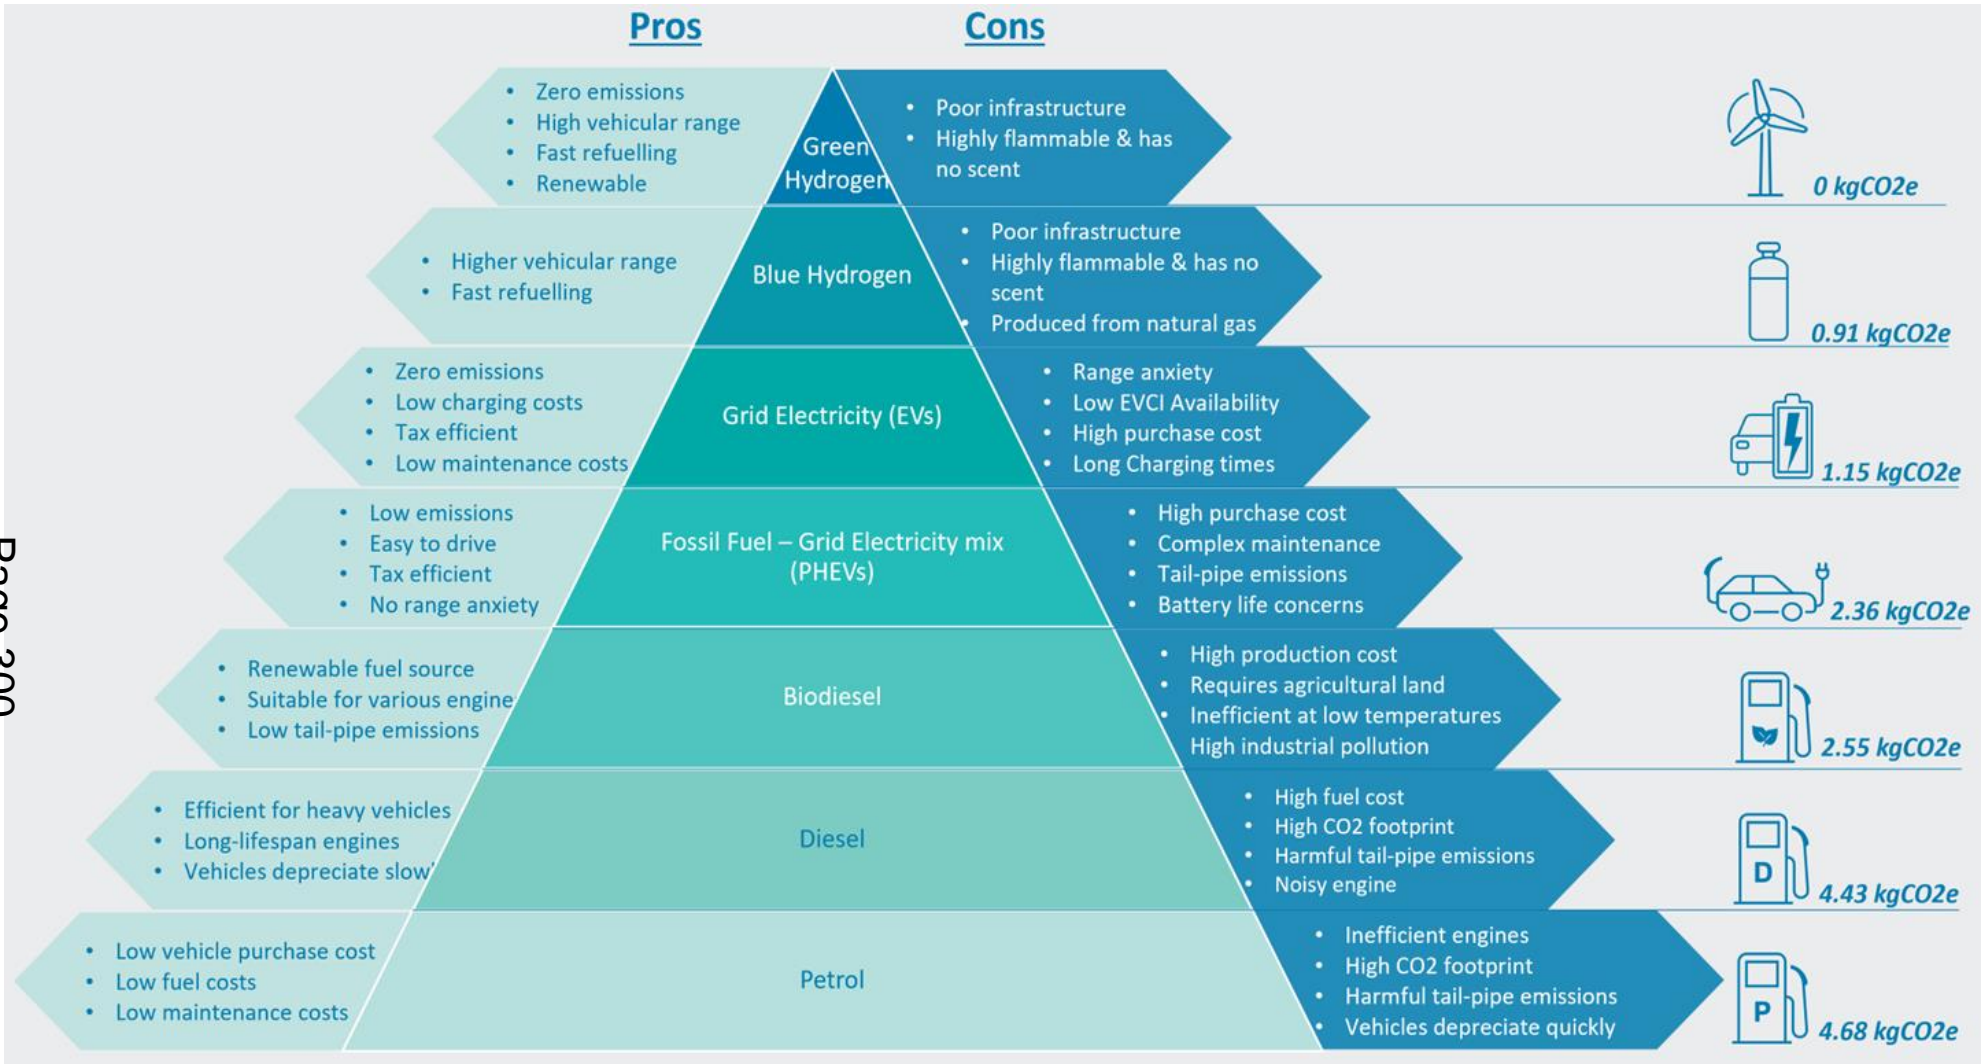 Pros
Cons
• Zero emissions
• High vehicular range
• Fast refuelling
• Renewable
Green
Hydrogen
• Poor infrastructure
• Highly flammable & has
no scent
0 kgCO2e
• Higher vehicular range
• Fast refuelling
Blue Hydrogen
• Poor infrastructure
• Highly flammable & has no
scent
• Produced from natural gas
0.91 kgCO2e
• Zero emissions
• Low charging costs
• Tax efficient
• Low maintenance costs
Grid Electricity (EVs)
• Range anxiety
• Low EVCI Availability
• High purchase cost
• Long Charging times
1.15 kgCO2e
• Low emissions
• Easy to drive
• Tax efficient
• No range anxiety
Fossil Fuel – Grid Electricity mix
(PHEVs)
• High purchase cost
• Complex maintenance
• Tail-pipe emissions
• Battery life concerns
2.36 kgCO2e
• Renewable fuel source
• Suitable for various engine
• Low tail-pipe emissions
Biodiesel
• High production cost
• Requires agricultural land
• Inefficient at low temperatures
High industrial pollution
2.55 kgCO2e
• Efficient for heavy vehicles
• Long-lifespan engines
• Vehicles depreciate slow
Diesel
• High fuel cost
• High CO2 footprint
• Harmful tail-pipe emissions
• Noisy engine
D
4.43 kgCO2e
• Low vehicle purchase cost
• Low fuel costs
• Low maintenance costs
Petrol
• Inefficient engines
• High CO2 footprint
• Harmful tail-pipe emissions
• Vehicles depreciate quickly
P
4.68 kgCO2e